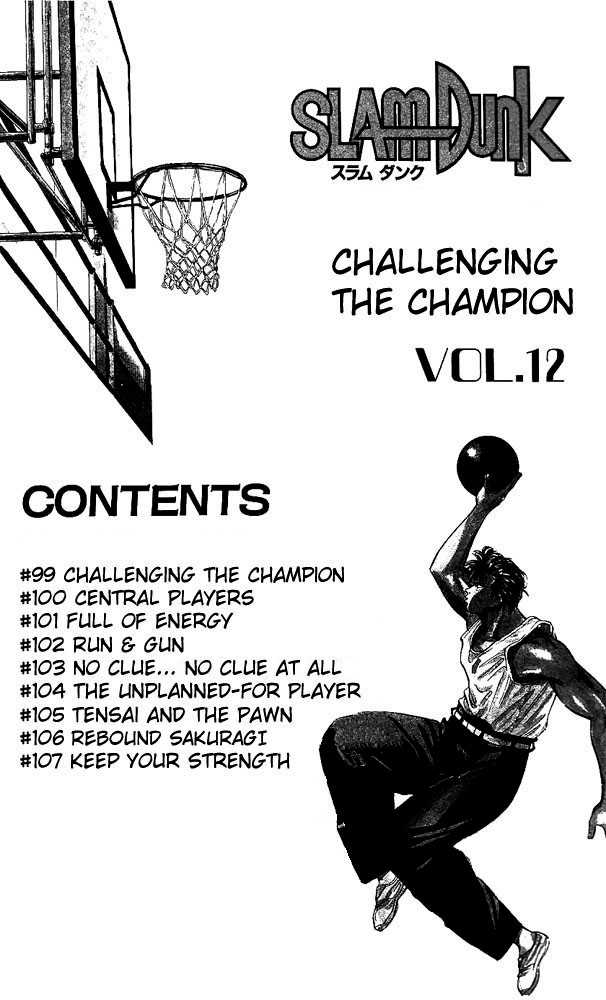 SLAM DUNK
スラム ダンク
CHALLENGING
THE CHAMPION
VOL.12
CONTENTS
#99 CHALLENGING THE CHAMPION
#100 CENTRAL PLAYERS
#101 FULL OF ENERGY
#102 RUN & GUN
#103 NO CLUE... NO CLUE AT ALL
#104 THE UNPLANNED-FOR PLAYER
#105 TENSAI AND THE PAWN
#106 REBOUND SAKURAGI
#107 KEEP YOUR STRENGTH